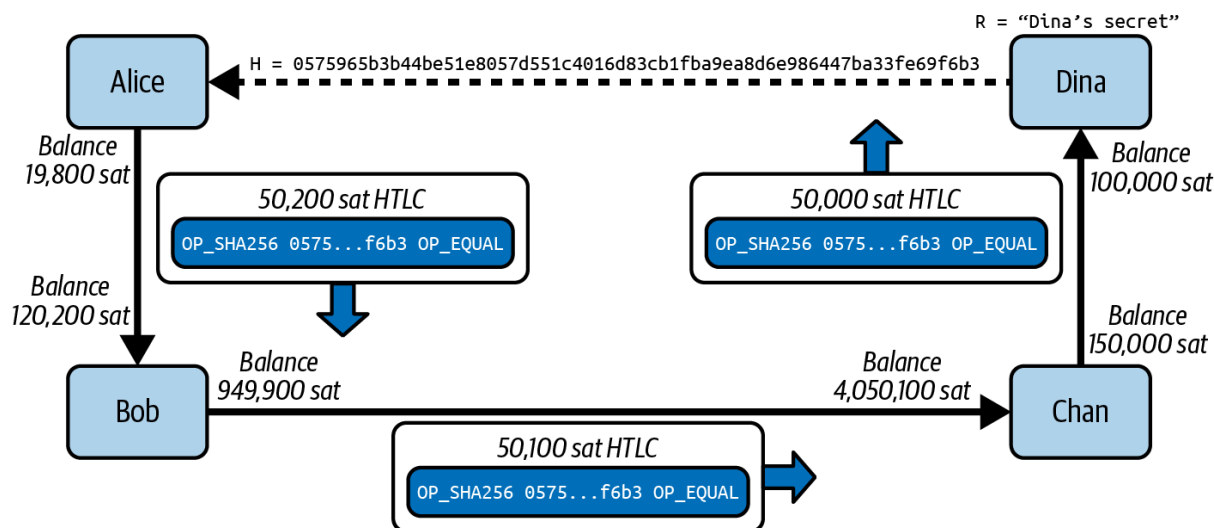 R = “Dina’s secret”
Alice
H = 0575965b3b44be51e8057d551c4016d83cb1fba9ea8d6e986447ba33fe69f6b3
Dina
Balance
19,800 sat
50,200 sat HTLC
OP_SHA256 0575...f6b3 OP_EQUAL
50,000 sat HTLC
OP_SHA256 0575...f6b3 OP_EQUAL
Balance
100,000 sat
Balance
120,200 sat
Balance
949,900 sat
Balance
4,050,100 sat
Balance
150,000 sat
Bob
Chan
50,100 sat HTLC
OP_SHA256 0575...f6b3 OP_EQUAL